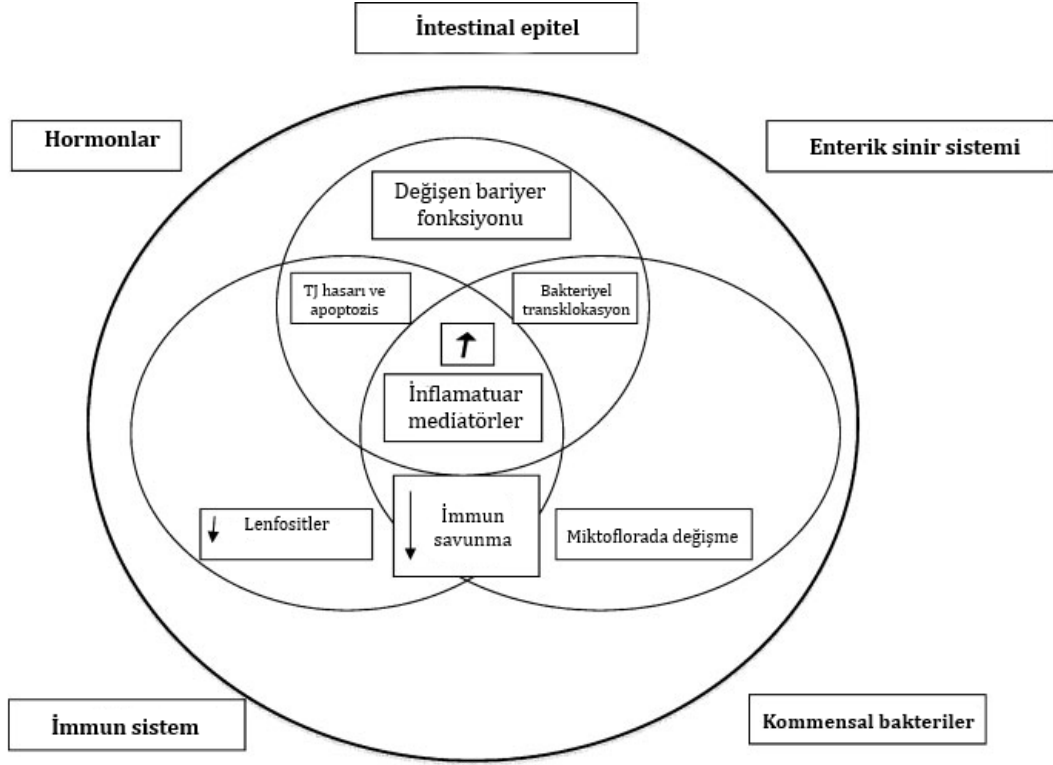 İntestinal epitel
Hormonlar
Enterik sinir sistemi
Değişen bariyer
fonksiyonu
TJ hasarı ve
apoptozis
Bakteriyel
transklokasyon
↑
İnflamatuar
mediatörler
↓ Lenfositler
↓ İmmun
savunma
Miktoflorada değişme
İmmun sistem
Kommensal bakteriler